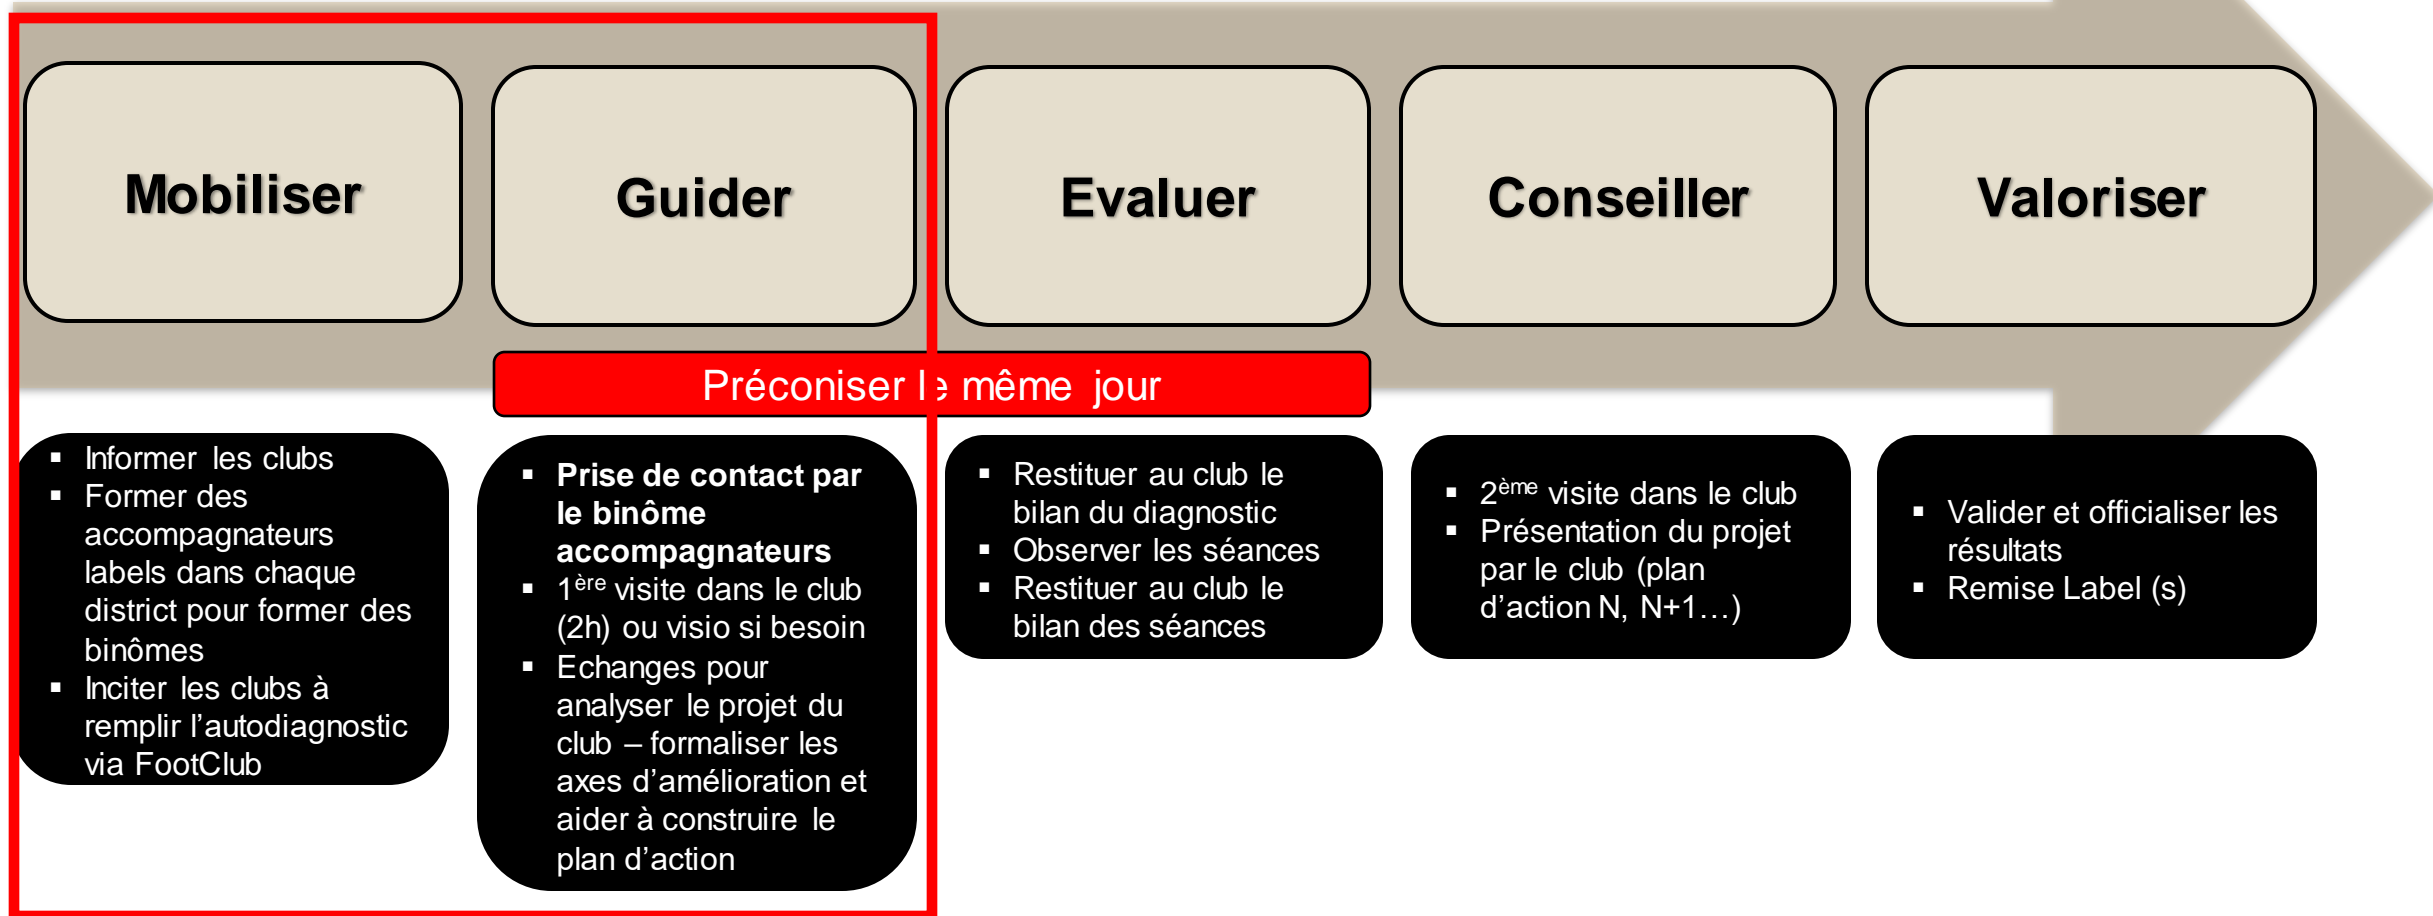 Mobiliser
Guider
Evaluer
Conseiller
Valoriser
Préconiser le même jour
▪ Informer les clubs
▪ Former des
accompagnateurs
labels dans chaque
district pour former des
binômes
▪ Inciter les clubs à
remplir l’autodiagnostic
via FootClub
▪ Prise de contact par
le binôme
accompagnateurs
▪ 1ère visite dans le club
(2h) ou visio si besoin
▪ Echanges pour
analyser le projet du
club – formaliser les
axes d’amélioration et
aider à construire le
plan d’action
▪ Restituer au club le
bilan du diagnostic
▪ Observer les séances
▪ Restituer au club le
bilan des séances
▪ 2ème visite dans le club
▪ Présentation du projet
par le club (plan
d’action N, N+1…)
▪ Valider et officialiser les
résultats
▪ Remise Label (s)